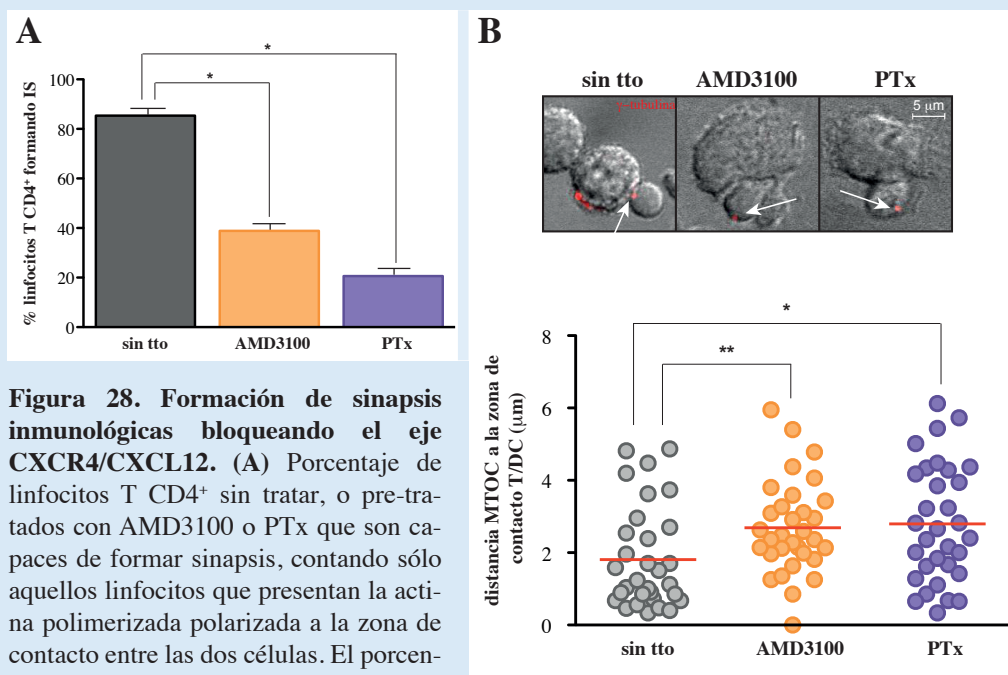 A
*
*
% linfocitos T CD4+ formando IS
100
80
60
40
20
0
sin tto
AMD3100
PTx
Figura 28. Formación de sinapsis
inmunológicas bloqueando el eje
CXCR4/CXCL12. (A) Porcentaje de
linfocitos T CD4+ sin tratar, o pre-tra-
tados con AMD3100 o PTx que son ca-
paces de formar sinapsis, contando sólo
aquellos linfocitos que presentan la acti-
na polimerizada polarizada a la zona de
contacto entre las dos células. El porcen-
B
sin tto
AMD3100
PTx
γ-tubulina
5 μm
*
**
distancia MTOC a la zona de
contacto T/DC (μm)
8
6
4
2
0
sin tto
AMD3100
PTx